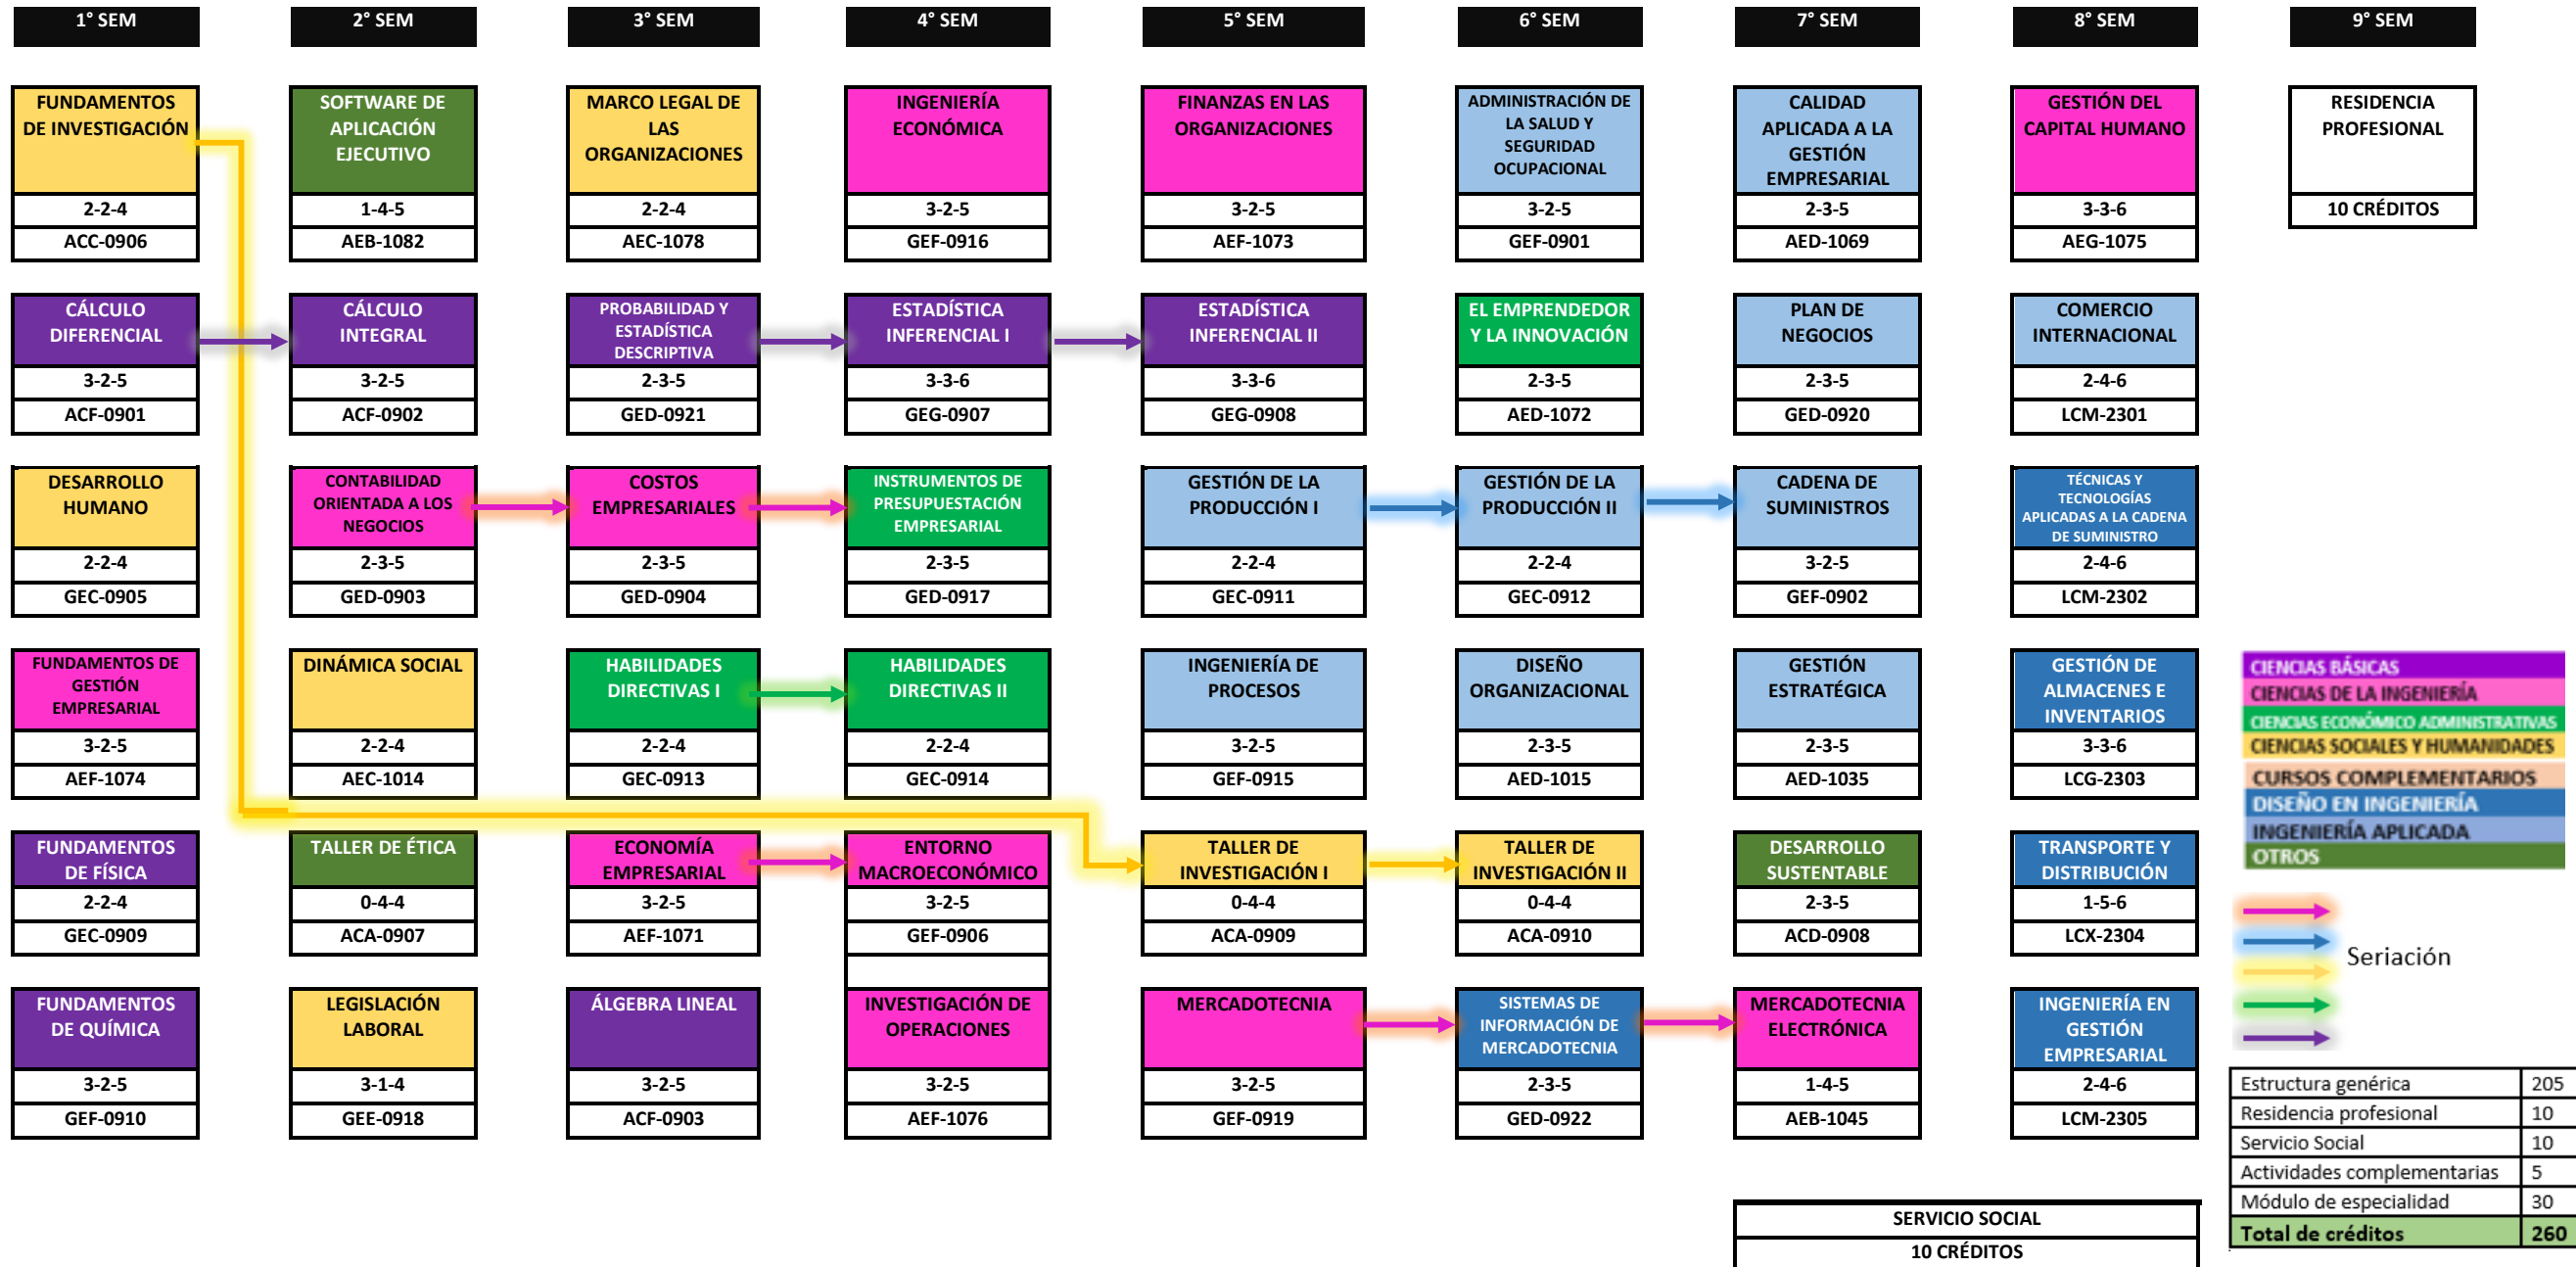 1° SEM
2° SEM
3° SEM
4° SEM
5° SEM
6° SEM
7° SEM
8° SEM
9° SEM
FUNDAMENTOS
DE INVESTIGACIÓN
2-2-4
ACC-0906
SOFTWARE DE
APLICACIÓN
EJECUTIVO
1-4-5
AEB-1082
MARCO LEGAL DE
LAS
ORGANIZACIONES
2-2-4
AEC-1078
INGENIERÍA
ECONÓMICA
3-2-5
GEF-0916
FINANZAS EN LAS
ORGANIZACIONES
3-2-5
AEF-1073
ADMINISTRACIÓN DE
LA SALUD Y
SEGURIDAD
OCUPACIONAL
3-2-5
GEF-0901
CALIDAD
APLICADA A LA
GESTIÓN
EMPRESARIAL
2-3-5
AED-1069
GESTIÓN DEL
CAPITAL HUMANO
3-3-6
AEG-1075
RESIDENCIA
PROFESIONAL
10 CRÉDITOS
CÁLCULO
DIFERENCIAL
3-2-5
ACF-0901
CÁLCULO
INTEGRAL
3-2-5
ACF-0902
PROBABILIDAD Y
ESTADÍSTICA
DESCRIPTIVA
2-3-5
GED-0921
ESTADÍSTICA
INFERENCIAL I
3-3-6
GEG-0907
ESTADÍSTICA
INFERENCIAL II
3-3-6
GEG-0908
EL EMPRENDEDOR
Y LA INNOVACIÓN
2-3-5
AED-1072
PLAN DE
NEGOCIOS
2-3-5
GED-0920
COMERCIO
INTERNACIONAL
2-4-6
LCM-2301
DESARROLLO
HUMANO
2-2-4
GEC-0905
CONTABILIDAD
ORIENTADA A LOS
NEGOCIOS
2-3-5
GED-0903
COSTOS
EMPRESARIALES
2-3-5
GED-0904
INSTRUMENTOS DE
PRESUPUESTACIÓN
EMPRESARIAL
2-3-5
GED-0917
GESTIÓN DE LA
PRODUCCIÓN I
2-2-4
GEC-0911
GESTIÓN DE LA
PRODUCCIÓN II
2-2-4
GEC-0912
CADENA DE
SUMINISTROS
3-2-5
GEF-0902
TÉCNICAS Y
TECNOLOGÍAS
APLICADAS A LA CADENA
DE SUMINISTRO
2-4-6
LCM-2302
FUNDAMENTOS DE
GESTIÓN
EMPRESARIAL
3-2-5
AEF-1074
DINÁMICA SOCIAL
2-2-4
AEC-1014
HABILIDADES
DIRECTIVAS I
2-2-4
GEC-0913
HABILIDADES
DIRECTIVAS II
2-2-4
GEC-0914
INGENIERÍA DE
PROCESOS
3-2-5
GEF-0915
DISEÑO
ORGANIZACIONAL
2-3-5
AED-1015
GESTIÓN
ESTRATÉGICA
2-3-5
AED-1035
GESTIÓN DE
ALMACENES E
INVENTARIOS
3-3-6
LCG-2303
CIENCIAS BÁSICAS
CIENCIAS DE LA INGENIERÍA
CIENCIAS ECONÓMICO ADMINISTRATIVAS
CIENCIAS SOCIALES Y HUMANIDADES
CURSOS COMPLEMENTARIOS
DISEÑO EN INGENIERÍA
INGENIERÍA APLICADA
OTROS
FUNDAMENTOS
DE FÍSICA
2-2-4
GEC-0909
TALLER DE ÉTICA
0-4-4
ACA-0907
ECONOMÍA
EMPRESARIAL
3-2-5
AEF-1071
ENTORNO
MACROECONÓMICO
3-2-5
GEF-0906
TALLER DE
INVESTIGACIÓN I
0-4-4
ACA-0909
TALLER DE
INVESTIGACIÓN II
0-4-4
ACA-0910
DESARROLLO
SUSTENTABLE
2-3-5
ACD-0908
TRANSPORTE Y
DISTRIBUCIÓN
1-5-6
LCX-2304
Seriación
FUNDAMENTOS
DE QUÍMICA
3-2-5
GEF-0910
LEGISLACIÓN
LABORAL
3-1-4
GEE-0918
ÁLGEBRA LINEAL
3-2-5
ACF-0903
INVESTIGACIÓN DE
OPERACIONES
3-2-5
AEF-1076
MERCADOTECNIA
3-2-5
GEF-0919
SISTEMAS DE
INFORMACIÓN DE
MERCADOTECNIA
2-3-5
GED-0922
MERCADOTECNIA
ELECTRÓNICA
1-4-5
AEB-1045
INGENIERÍA EN
GESTIÓN
EMPRESARIAL
2-4-6
LCM-2305
Estructura genérica 205
Residencia profesional 10
Servicio Social 10
Actividades complementarias 5
Módulo de especialidad 30
Total de créditos 260
SERVICIO SOCIAL
10 CRÉDITOS